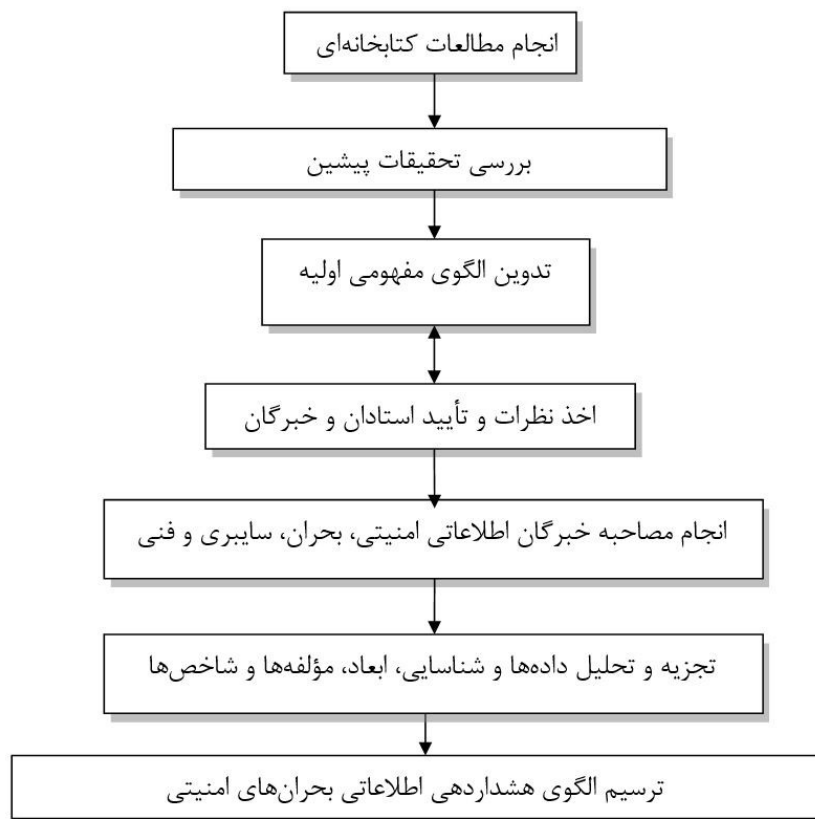 انجام مطالعات کتابخانه‌ای
بررسی تحقیقات پیشین
تدوین الگوی مفهومی اولیه
اخذ نظرات و تأیید استادان و خبرگان
انجام مصاحبه خبرگان اطلاعاتی امنیتی، بحران، سایبری و فنی
تجزیه و تحلیل داده‌ها و شناسایی، ابعاد، مؤلفه‌ها و شاخص‌ها
ترسیم الگوی هشداردهی اطلاعاتی بحران‌های امنیتی